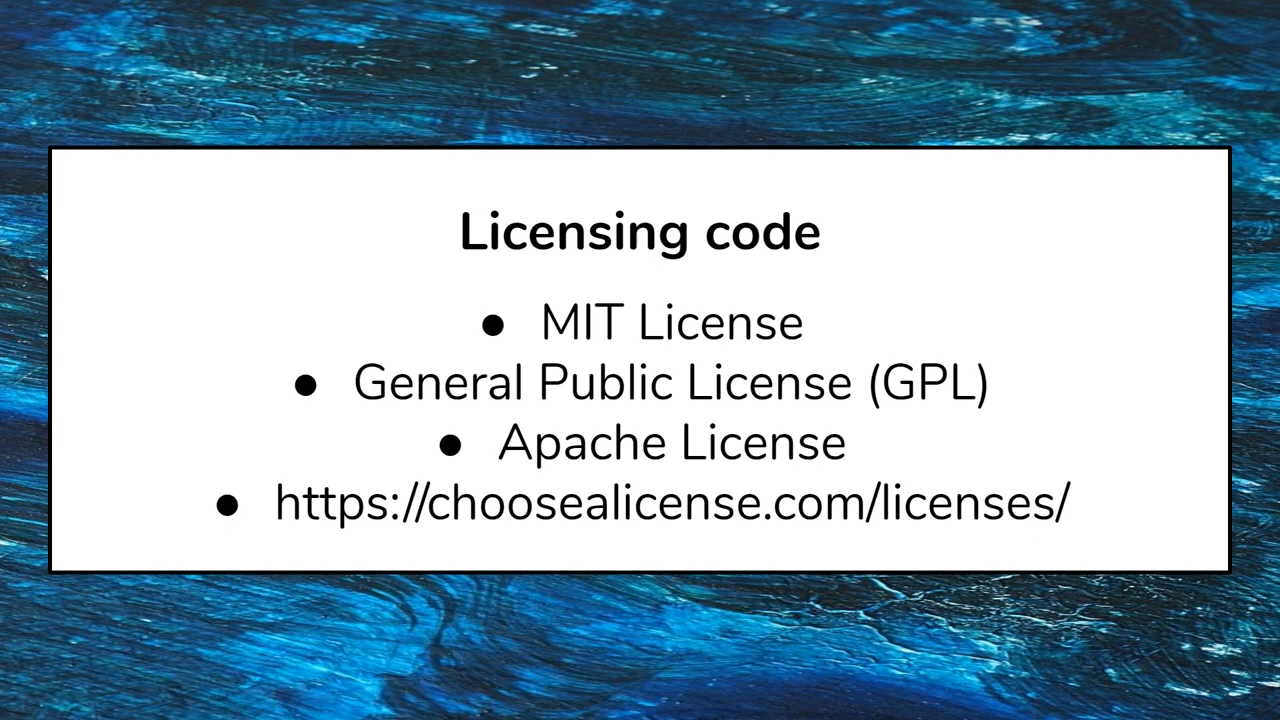 Licensing code
● MIT License
● General Public License (GPL)
● Apache License
● https://choosealicense.com/licenses/